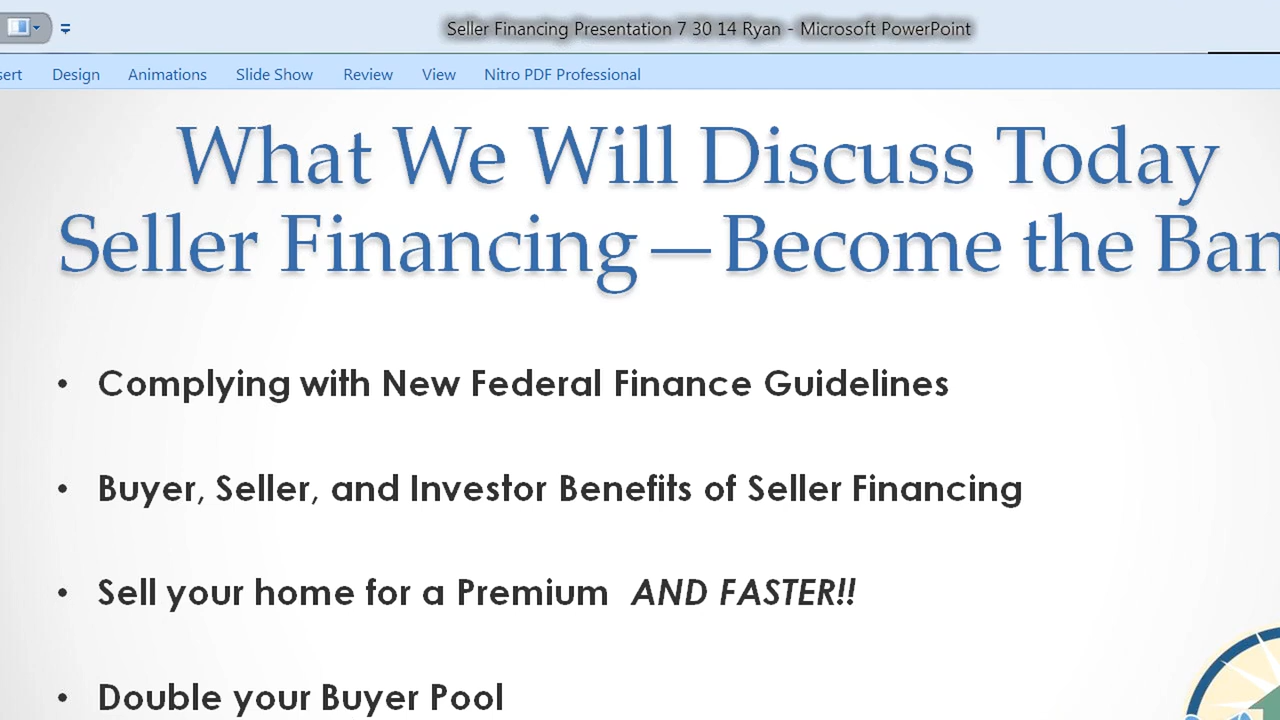 Seller Financing Presentation 7 30 14 Ryan - Microsoft PowerPoint
sert Design Animations Slide Show Review View Nitro PDF Professional
What We Will Discuss Today
Seller Financing—Become the Ban
• Complying with New Federal Finance Guidelines
• Buyer, Seller, and Investor Benefits of Seller Financing
• Sell your home for a Premium AND FASTER!!
• Double your Buyer Pool